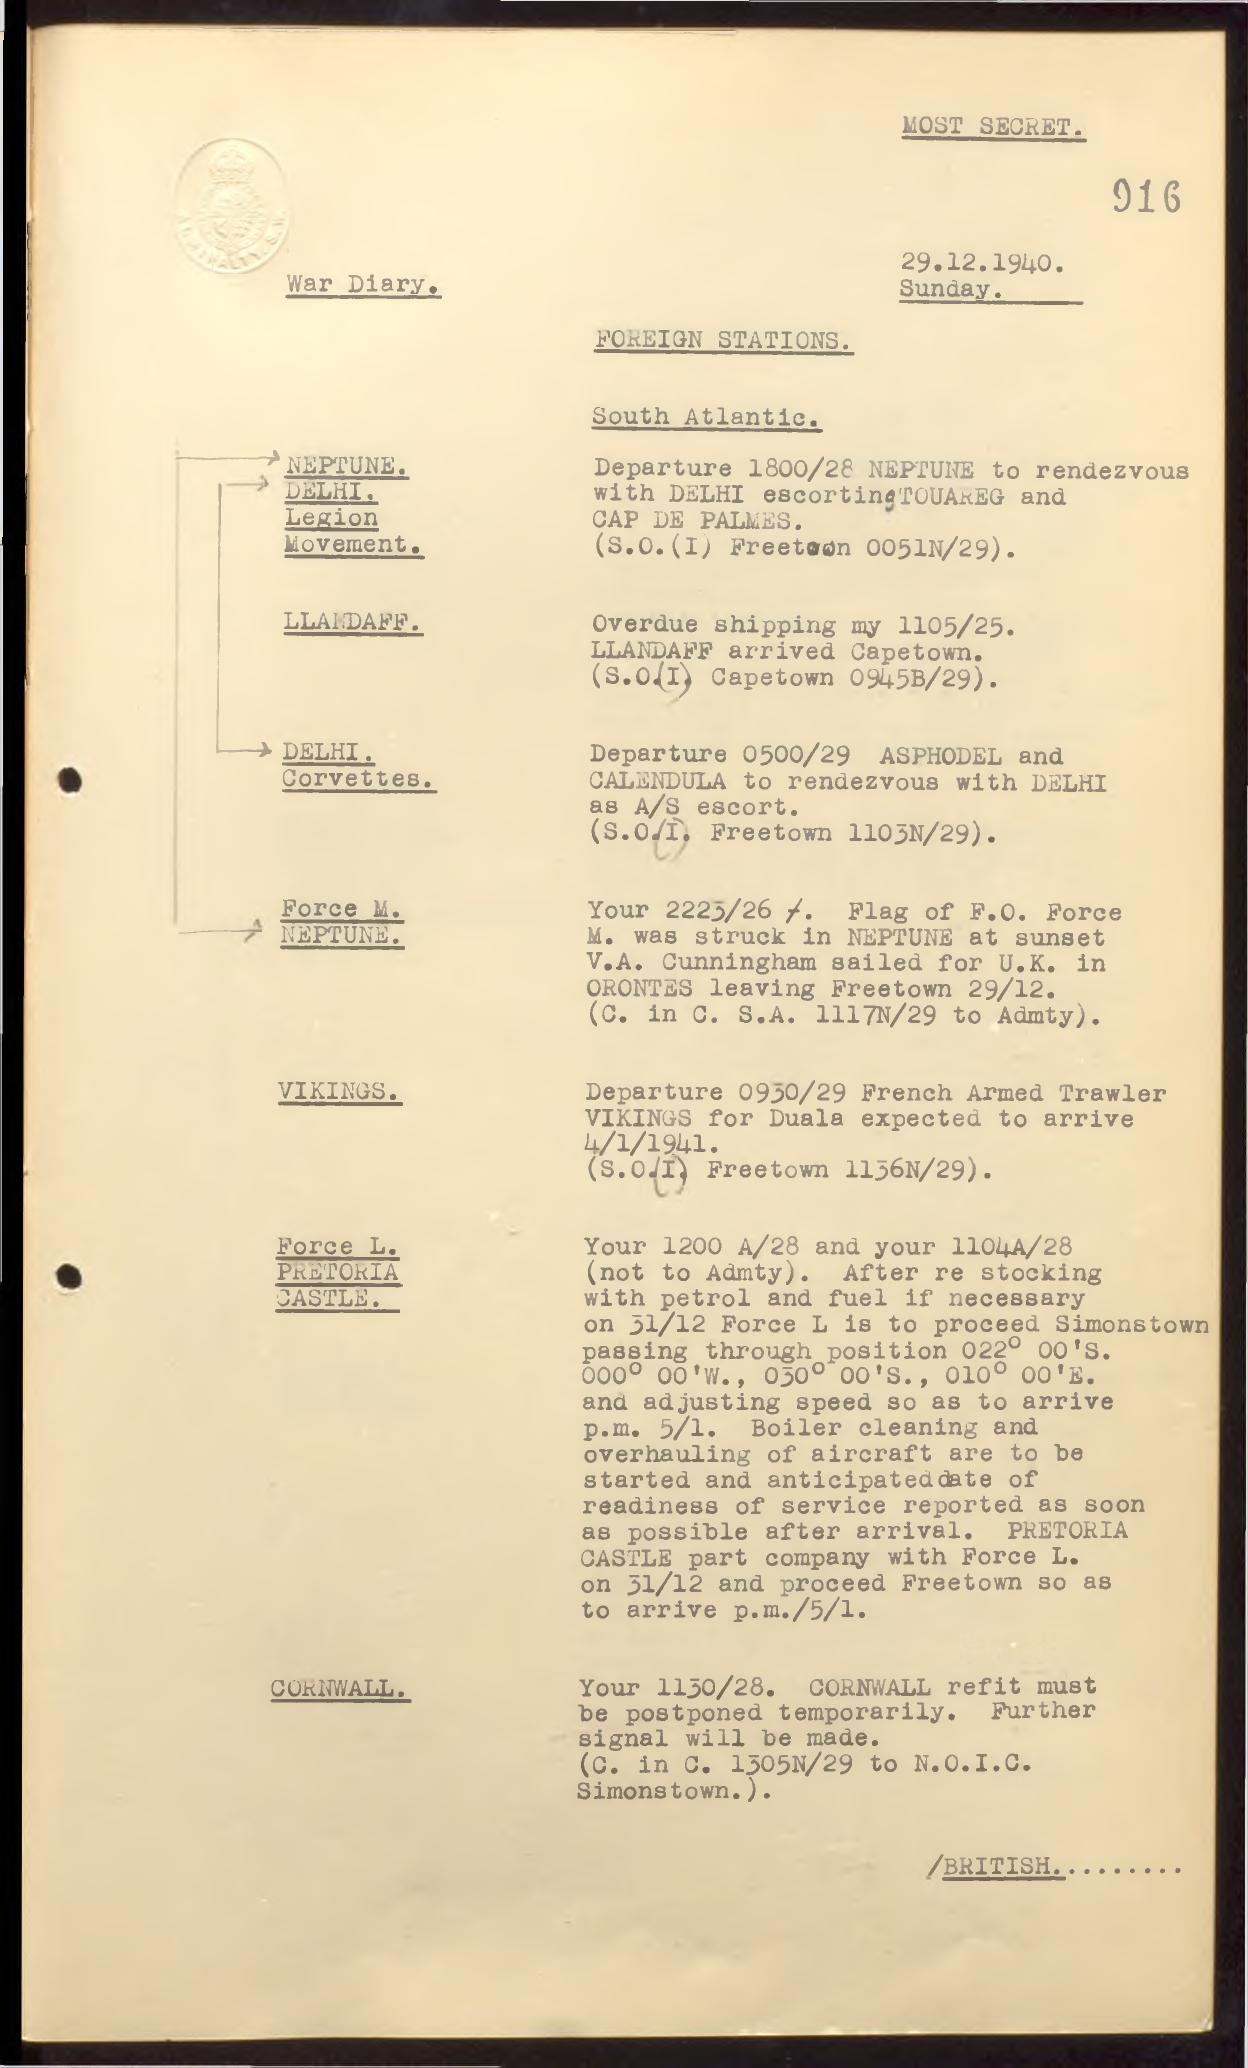 MOST SECRET.
916
ADMIRALTY. S.W.
29.12.1940.
War Diary.
Sunday.
FOREIGN STATIONS.
South Atlantic.
NEPTUNE.
DELHI.
Legion
Movement.
Departure 1800/28 NEPTUNE to rendezvous
with DELHI escorting TOUAREG and
CAP DE PALMES.
(S.O.(I) Freetown 0051N/29).
LLANDAFF.
Overdue shipping my 1105/25.
LLANDAFF arrived Capetown.
(S.O.(I) Capetown 0945B/29).
DELHI.
Corvettes.
Departure 0500/29 ASPHODEL and
CALENDULA to rendezvous with DELHI
as A/S escort.
(S.O.(I) Freetown 1103N/29).
Force M.
NEPTUNE.
Your 2223/26 /. Flag of F.O. Force
M. was struck in NEPTUNE at sunset
V.A. Cunningham sailed for U.K. in
ORONTES leaving Freetown 29/12.
(C. in C. S.A. 1117N/29 to Admty).
VIKINGS.
Departure 0930/29 French Armed Trawler
VIKINGS for Duala expected to arrive
4/1/1941.
(S.O.(I) Freetown 1136N/29).
Force L.
PRETORIA
CASTLE.
Your 1200 A/28 and your 1104A/28
(not to Admty). After re stocking
with petrol and fuel if necessary
on 31/12 Force L is to proceed Simonstown
passing through position 022° 00'S.
000° 00'W., 030° 00'S., 010° 00'E.
and adjusting speed so as to arrive
p.m. 5/1. Boiler cleaning and
overhauling of aircraft are to be
started and anticipated date of
readiness of service reported as soon
as possible after arrival. PRETORIA
CASTLE part company with Force L.
on 31/12 and proceed Freetown so as
to arrive p.m./5/1.
CORNWALL.
Your 1130/28. CORNWALL refit must
be postponed temporarily. Further
signal will be made.
(C. in C. 1305N/29 to N.O.I.C.
Simonstown.).
/BRITISH.........